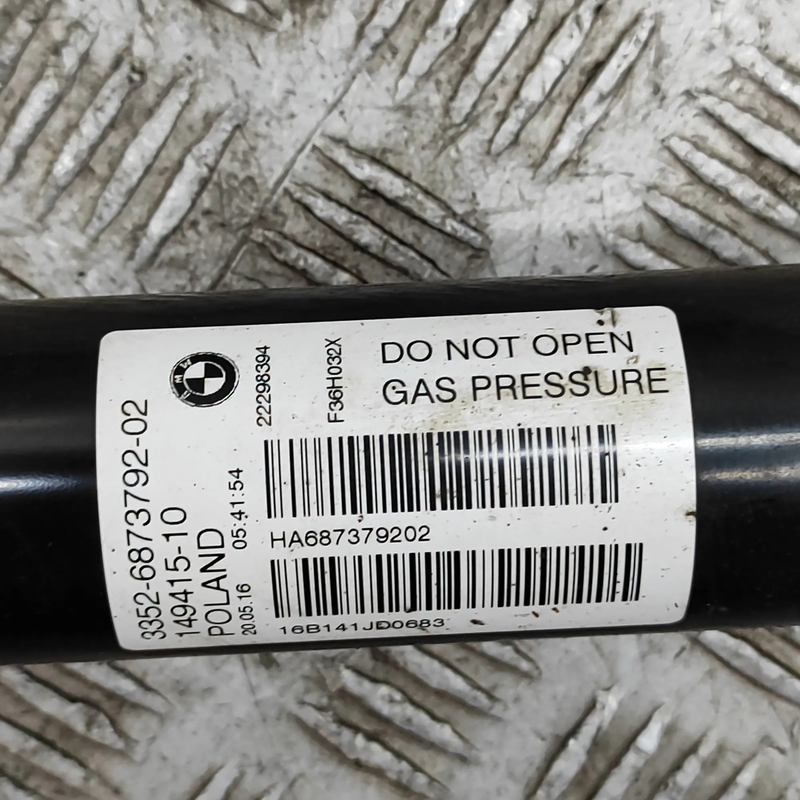 DO NOT OPEN
GAS PRESSURE
BMW
22298394
F36H032X
3352-6873792-02
149415-10
POLAND
20.05.16 05:41:54
HA687379202
16B141JD0683